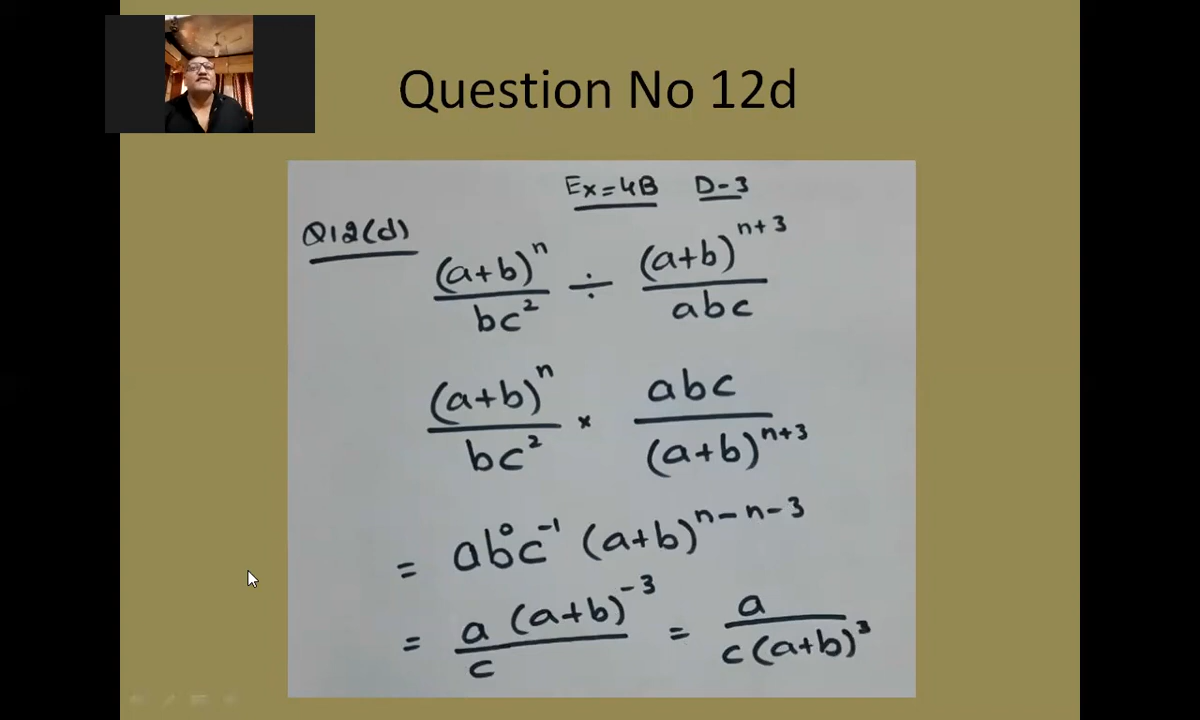 Question No 12d
Ex=4B D-3
Q12(d)
(a+b)^n / bc^2 ÷ (a+b)^(n+3) / abc
(a+b)^n / bc^2 × abc / (a+b)^(n+3)
= ab^0c^-1 (a+b)^(n-n-3)
= a (a+b)^-3 / c = a / c(a+b)^3